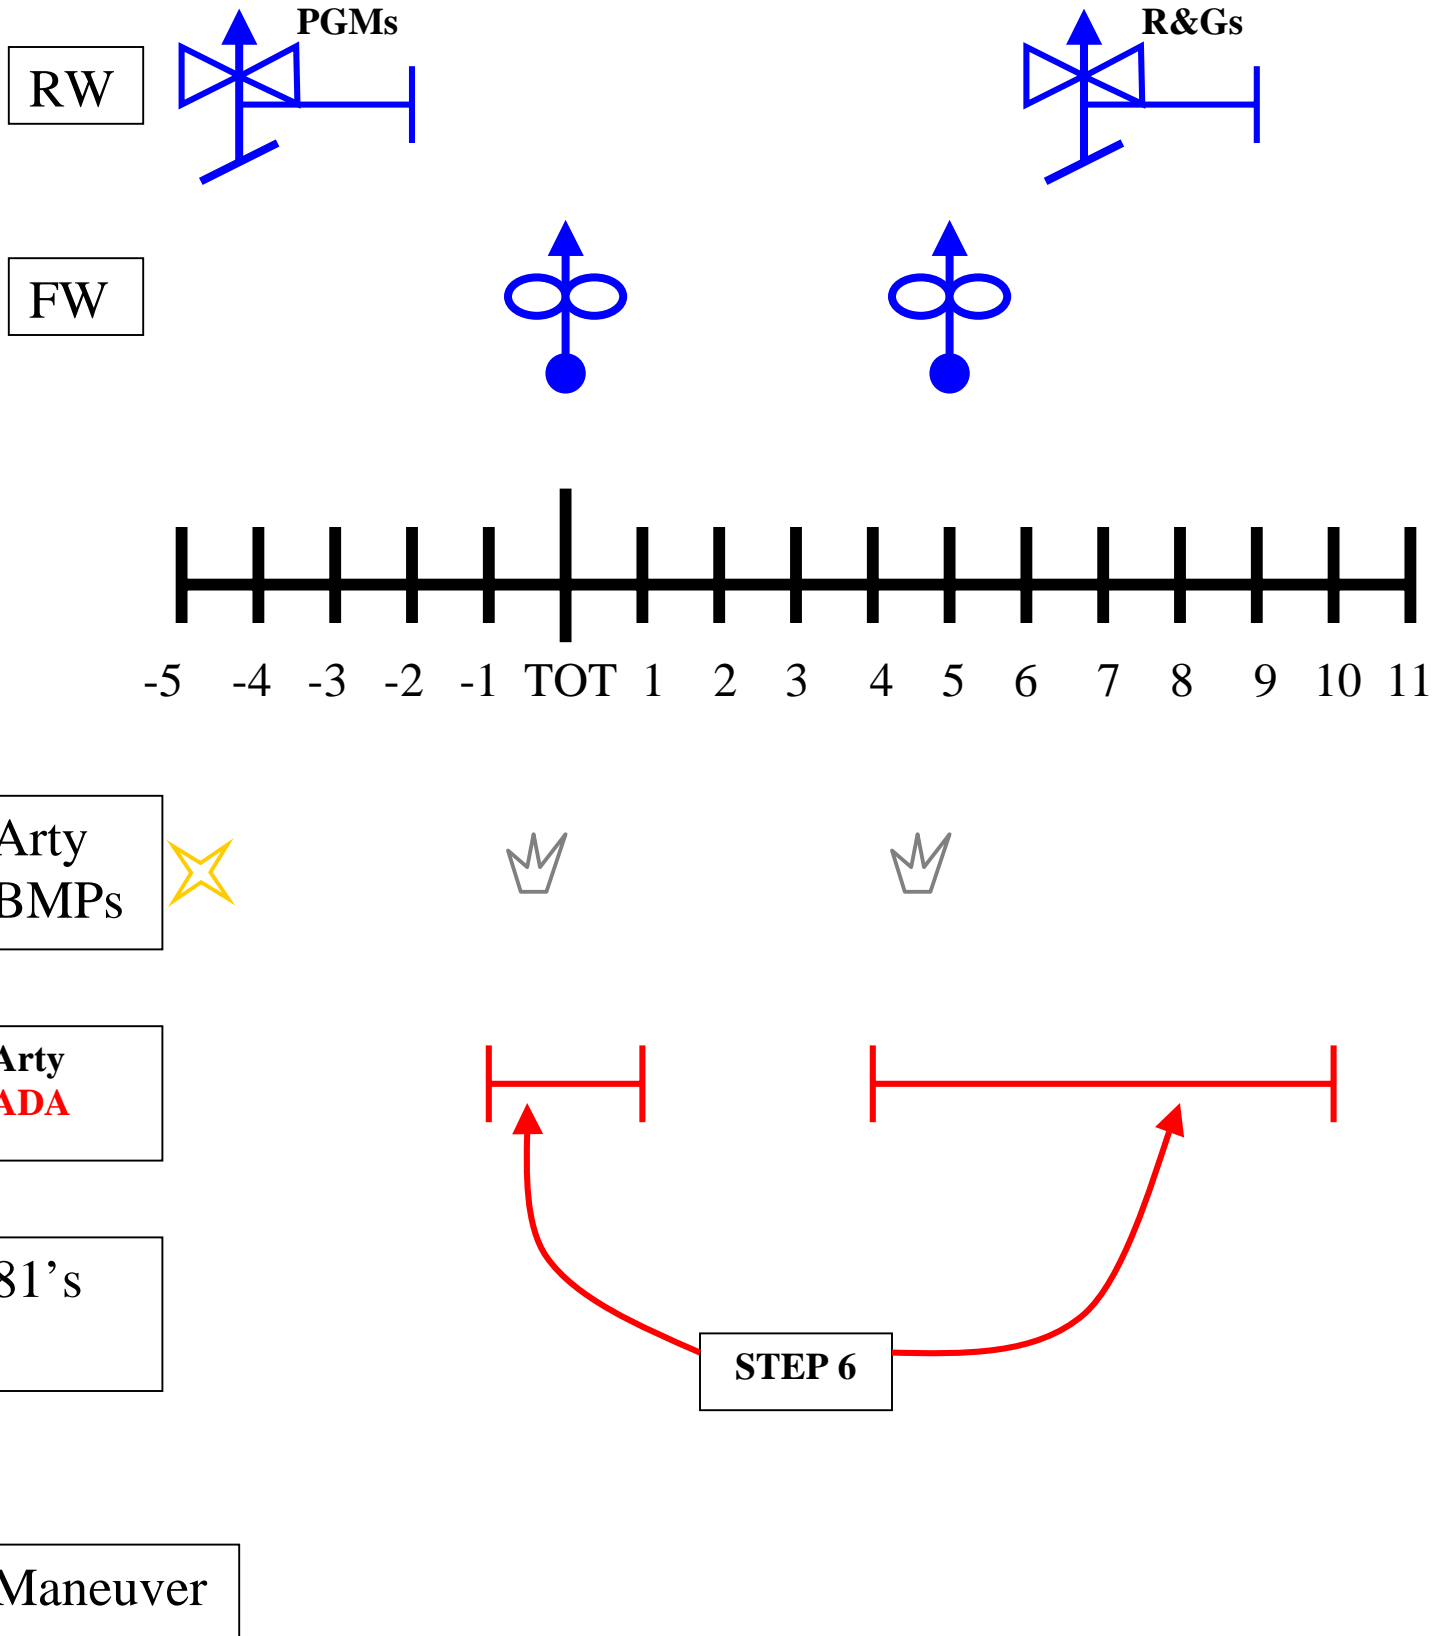 PGMs
R&Gs
RW
FW
-5 -4 -3 -2 -1 TOT 1 2 3 4 5 6 7 8 9 10 11
Arty
BMPs
Arty
ADA
81’s
STEP 6
Maneuver